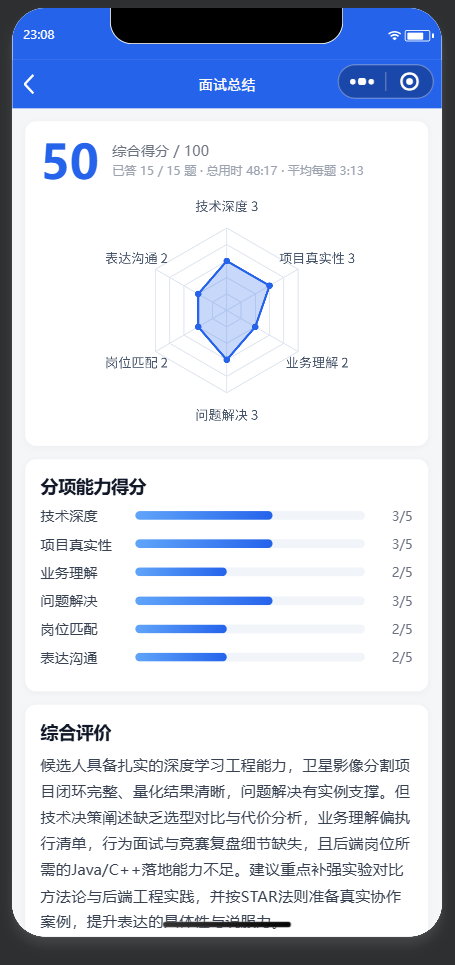 23:08
面试总结
50
综合得分 / 100
已答 15 / 15 题 · 总用时 48:17 · 平均每题 3:13
技术深度 3
表达沟通 2
项目真实性 3
岗位匹配 2
业务理解 2
问题解决 3
分项能力得分
技术深度 3/5
项目真实性 3/5
业务理解 2/5
问题解决 3/5
岗位匹配 2/5
表达沟通 2/5
综合评价
候选人具备扎实的深度学习工程能力，卫星影像分割项
目闭环完整、量化结果清晰，问题解决有实例支撑。但
技术决策阐述缺乏选型对比与代价分析，业务理解偏执
行清单，行为面试与竞赛复盘细节缺失，且后端岗位所
需的Java/C++落地能力不足。建议重点补强实验对比
方法论与后端工程实践，并按STAR法则准备真实协作
案例，提升表达的具体性与说服力。